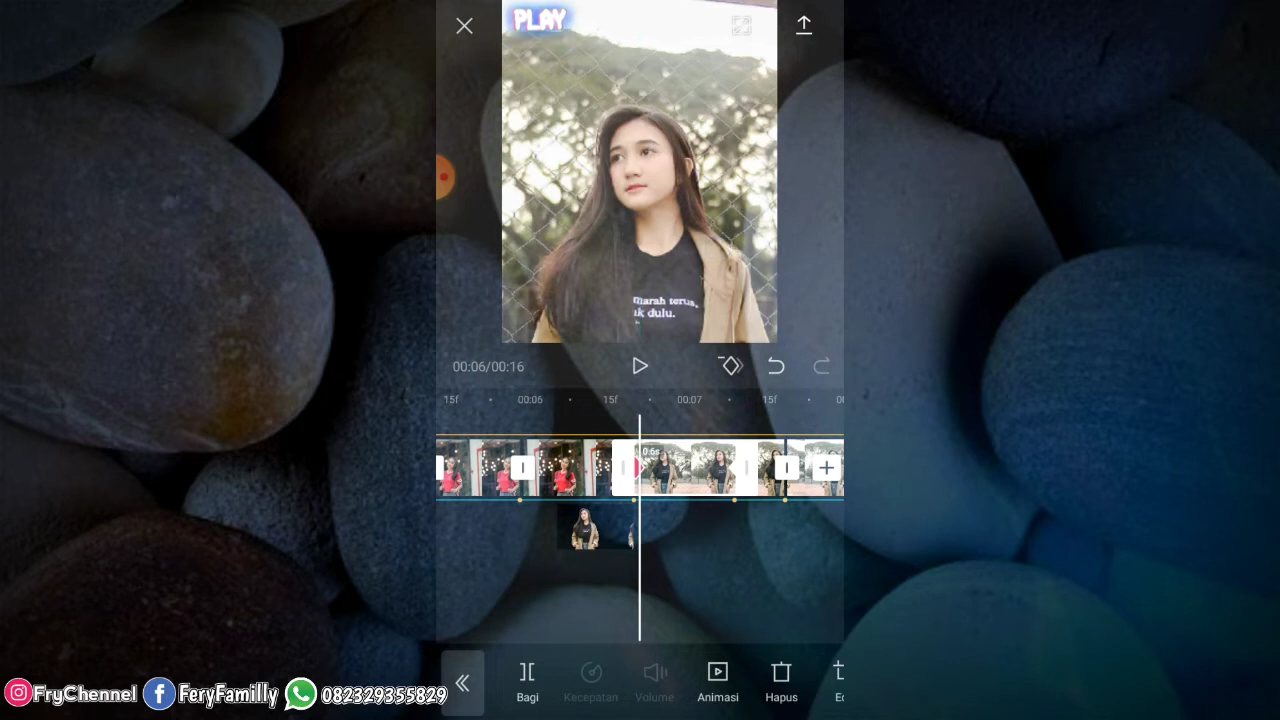 PLAY
marah terus,
uk dulu.
00:06/00:16
15f
00:06
15f
00:07
15f
0.6s
Bagi
Kecepatan
Volume
Animasi
Hapus
FryChennel
FeryFamilly
082329355829